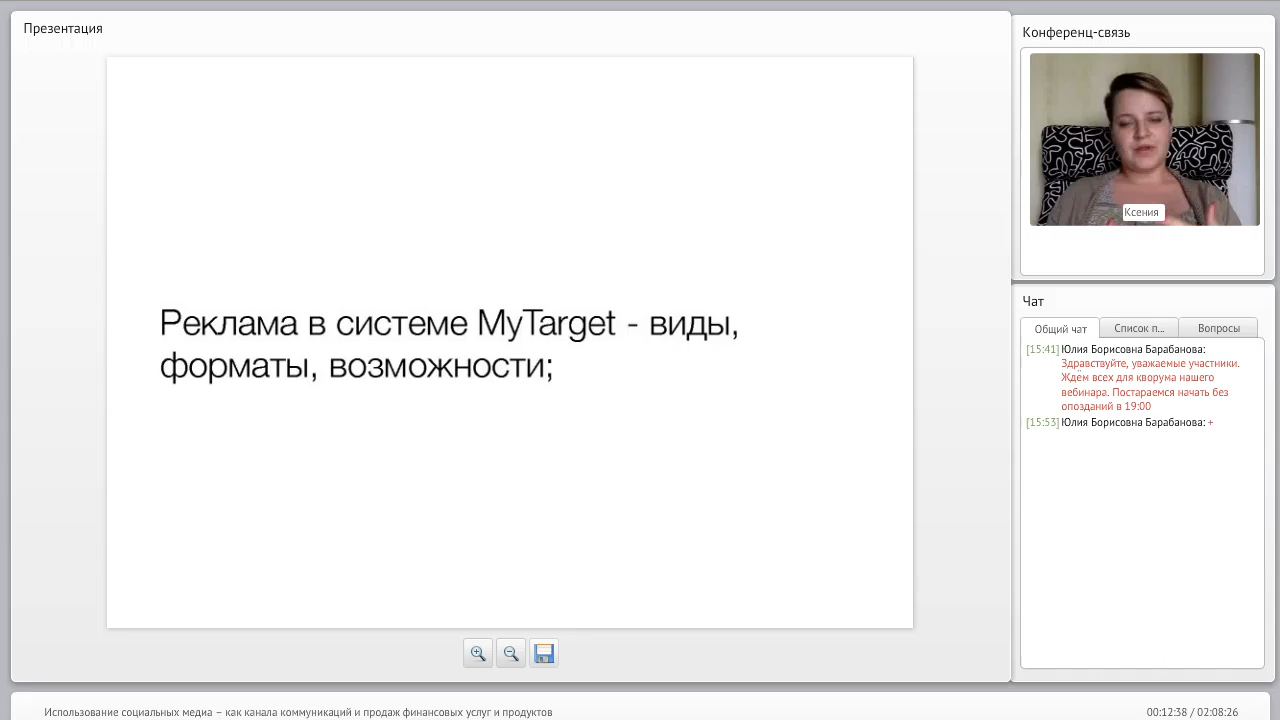 Презентация
Реклама в системе MyTarget - виды,
форматы, возможности;
Конференц-связь
Ксения
Чат
Общий чат
Список п...
Вопросы
[15:41] Юлия Борисовна Барабанова:
Здравствуйте, уважаемые участники.
Ждём всех для кворума нашего
вебинара. Постараемся начать без
опозданий в 19:00
[15:53] Юлия Борисовна Барабанова: +
Использование социальных медиа – как канала коммуникаций и продаж финансовых услуг и продуктов
00:12:38 / 02:08:26